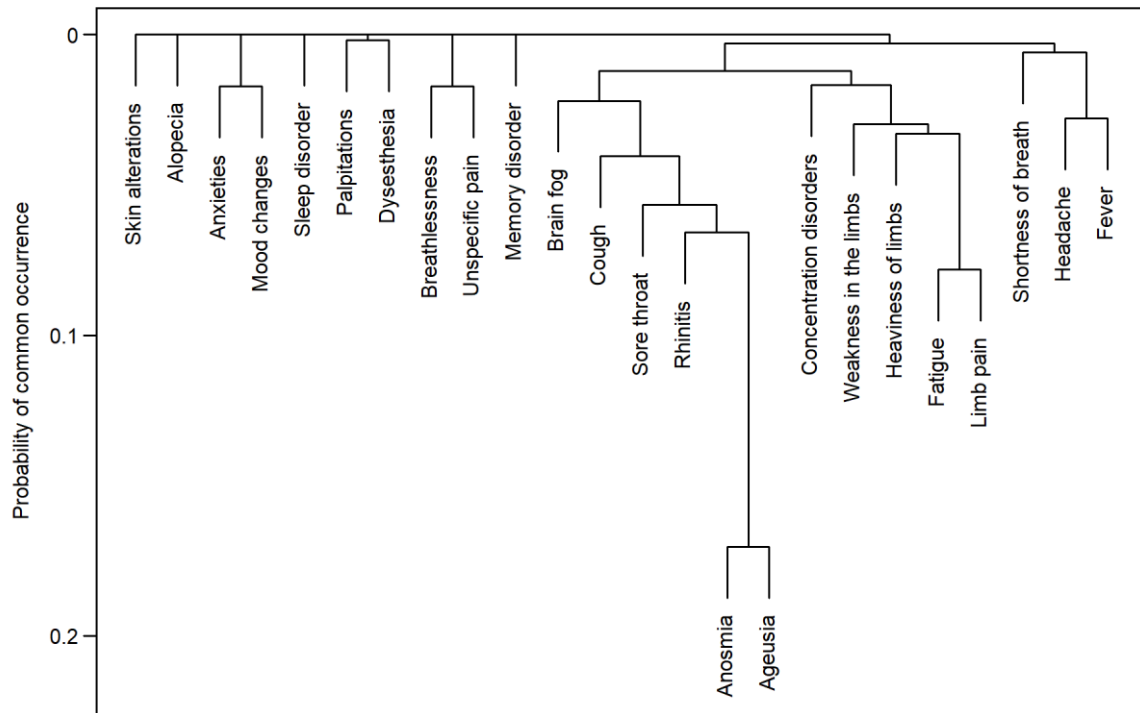 Probability of common occurrence
0
0.1
0.2
Skin alterations
Alopecia
Anxieties
Mood changes
Sleep disorder
Palpitations
Dysesthesia
Breathlessness
Unspecific pain
Memory disorder
Brain fog
Cough
Sore throat
Rhinitis
Anosmia
Ageusia
Concentration disorders
Weakness in the limbs
Heaviness of limbs
Fatigue
Limb pain
Shortness of breath
Headache
Fever